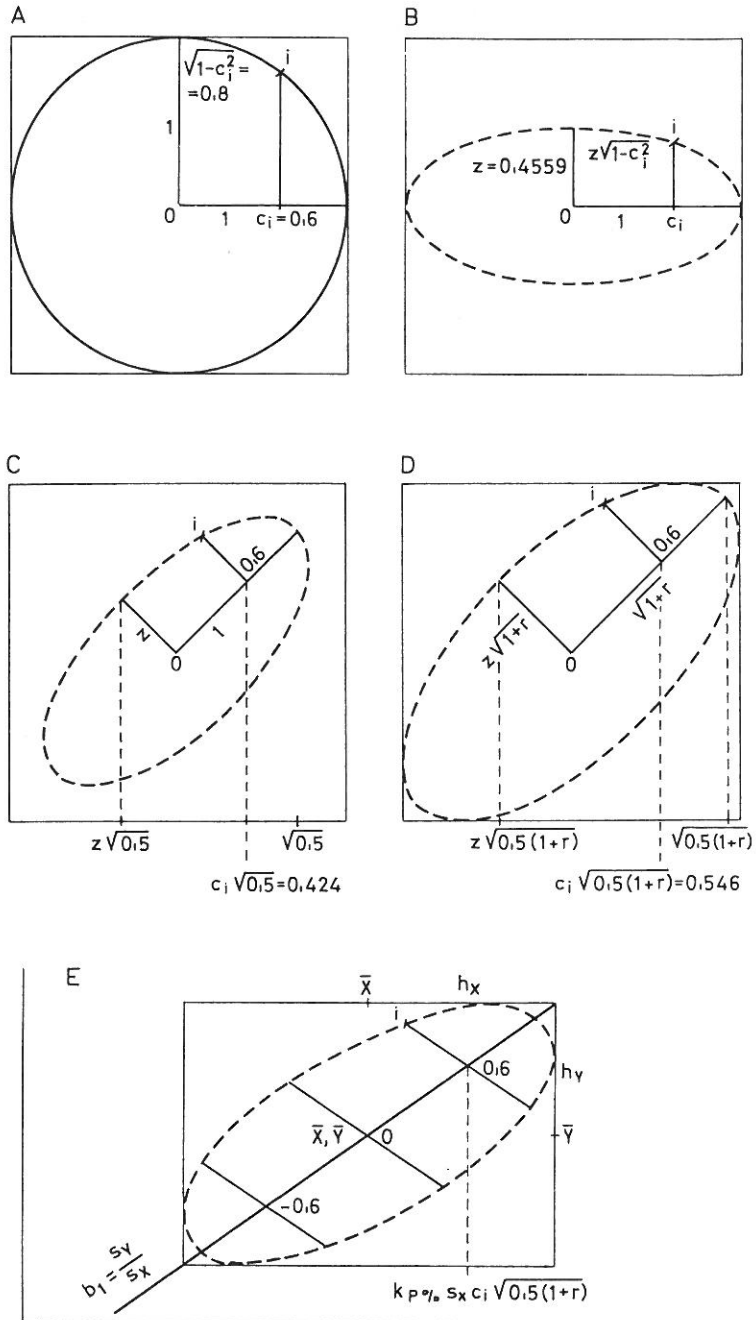 A
√1-c_i² =
=0,8
i
1
0
1
c_i=0,6
B
i
z=0,4559
z√1-c_i²
0
1
c_i
C
i
0,6
z
1
0
z√0,5
√0,5
c_i √0,5=0,424
D
i
0,6
z√1+r
√1+r
0
z√0,5(1+r)
√0,5(1+r)
c_i √0,5(1+r)=0,546
E
X̄
h_X
i
0,6
h_Y
X̄, Ȳ
0
Ȳ
-0,6
b_1=s_Y/s_X
k_P% s_X c_i √0,5(1+r)